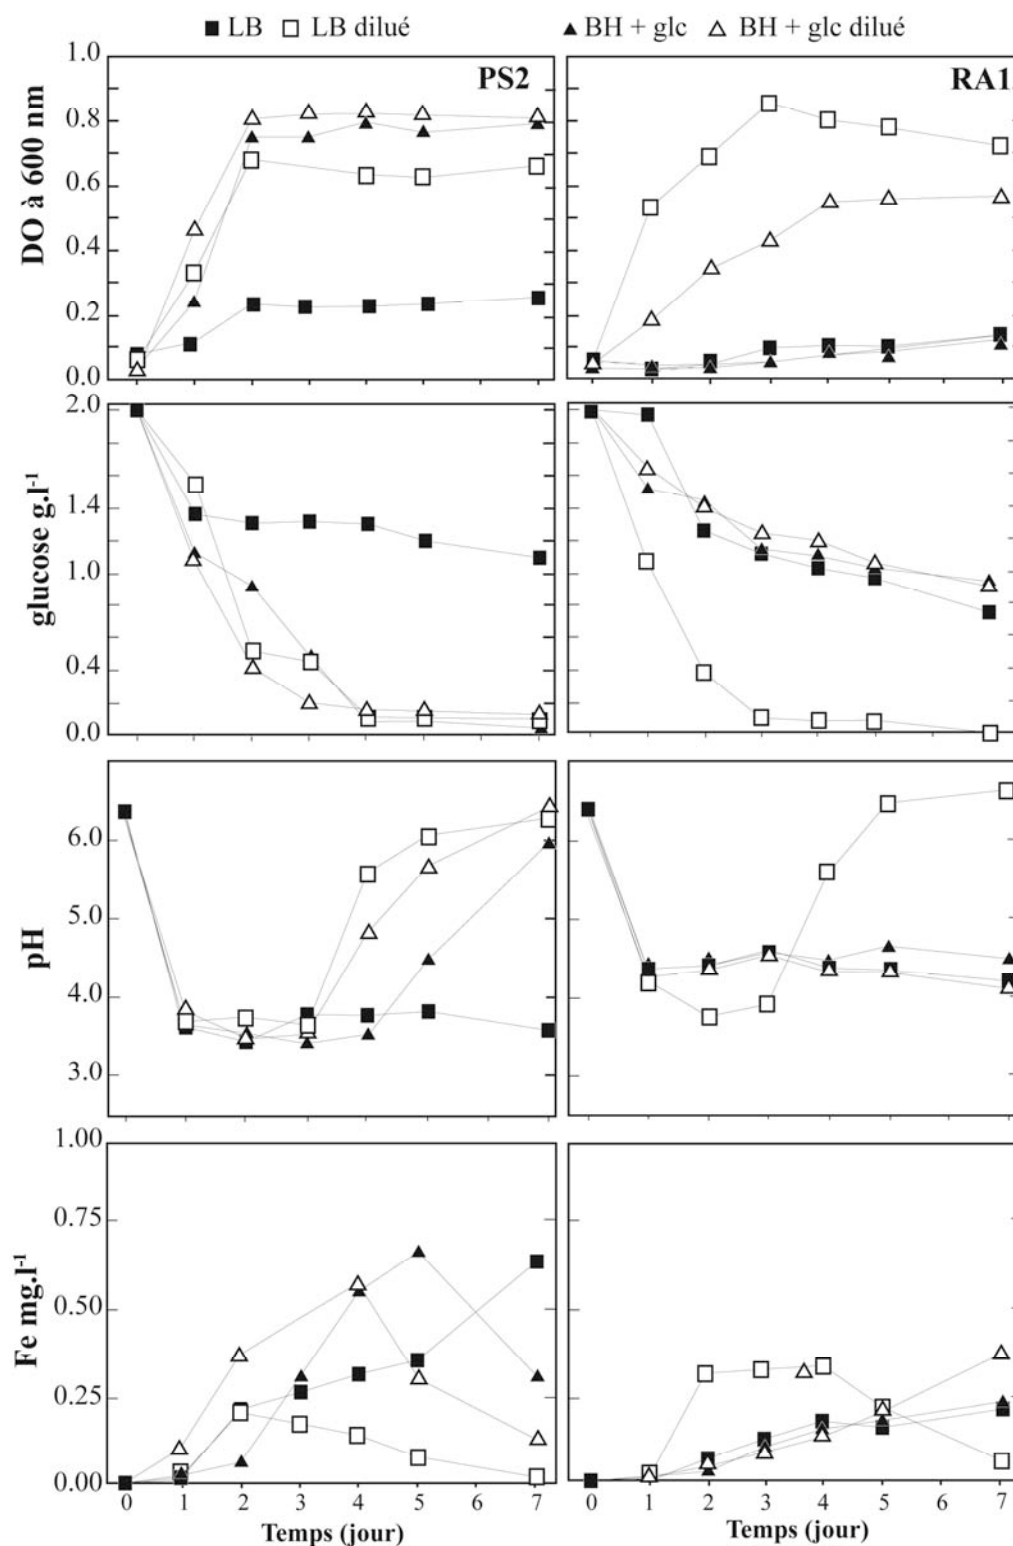 ■ LB □ LB dilué ▲ BH + glc △ BH + glc dilué
PS2
RA1
DO à 600 nm
1.0
0.8
0.6
0.4
0.2
0.0
glucose g.l⁻¹
2.0
1.4
1.0
0.4
0.0
pH
6.0
5.0
4.0
3.0
Fe mg.l⁻¹
1.00
0.75
0.50
0.25
0.00
0 1 2 3 4 5 7
0 1 2 3 4 5 7
Temps (jour)
Temps (jour)